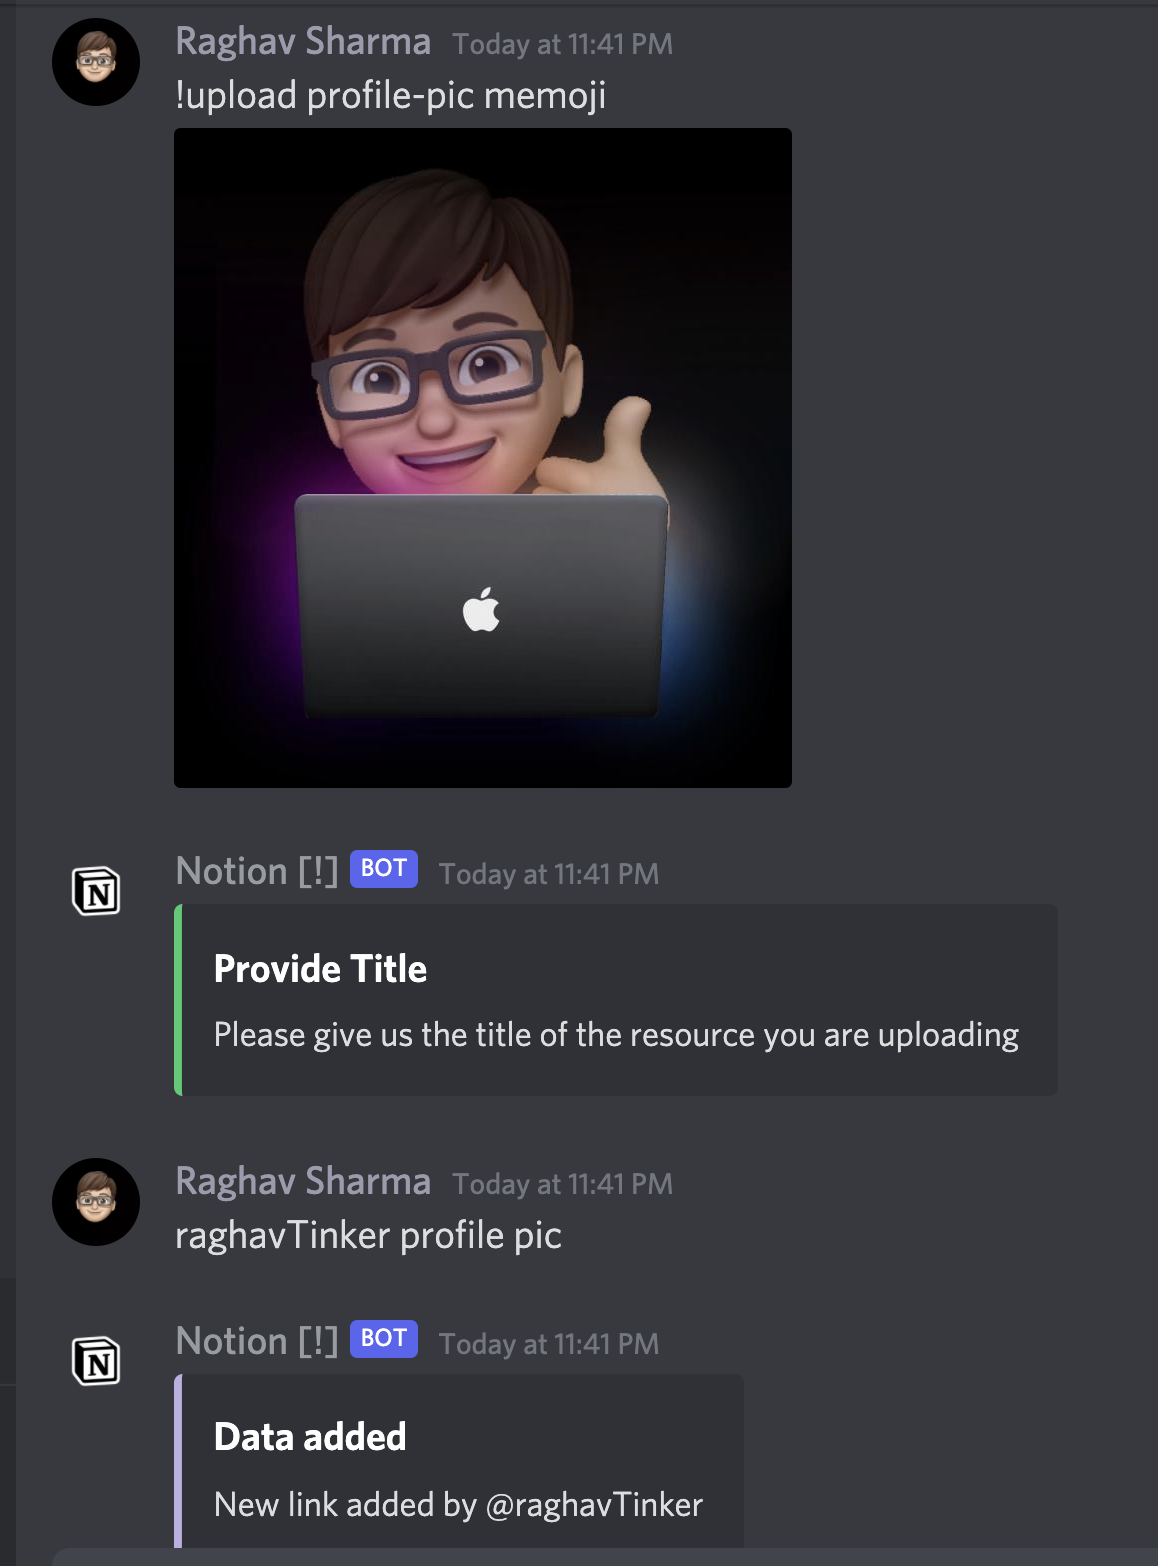 Raghav Sharma Today at 11:41 PM
!upload profile-pic memoji
Notion [!] BOT Today at 11:41 PM
Provide Title
Please give us the title of the resource you are uploading
Raghav Sharma Today at 11:41 PM
raghavTinker profile pic
Notion [!] BOT Today at 11:41 PM
Data added
New link added by @raghavTinker